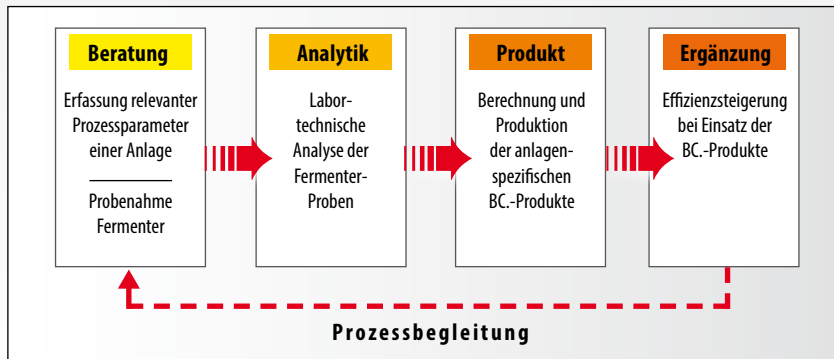 Beratung
Erfassung relevanter
Prozessparameter
einer Anlage
Probenahme
Fermenter
Analytik
Labor-
technische
Analyse der
Fermenter-
Proben
Produkt
Berechnung und
Produktion
der anlagen-
spezifischen
BC.-Produkte
Ergänzung
Effizienzsteigerung
bei Einsatz der
BC.-Produkte
Prozessbegleitung